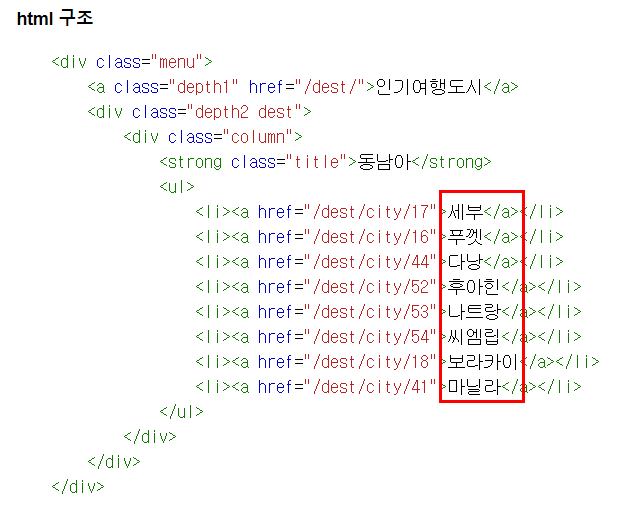 html 구조
<div class="menu">
<a class="depth1" href="/dest/">인기여행도시</a>
<div class="depth2 dest">
<div class="column">
<strong class="title">동남아</strong>
<ul>
<li><a href="/dest/city/17">세부</a></li>
<li><a href="/dest/city/16">푸껫</a></li>
<li><a href="/dest/city/44">다낭</a></li>
<li><a href="/dest/city/52">후아힌</a></li>
<li><a href="/dest/city/53">나트랑</a></li>
<li><a href="/dest/city/54">씨엠립</a></li>
<li><a href="/dest/city/18">보라카이</a></li>
<li><a href="/dest/city/41">마닐라</a></li>
</ul>
</div>
</div>
</div>